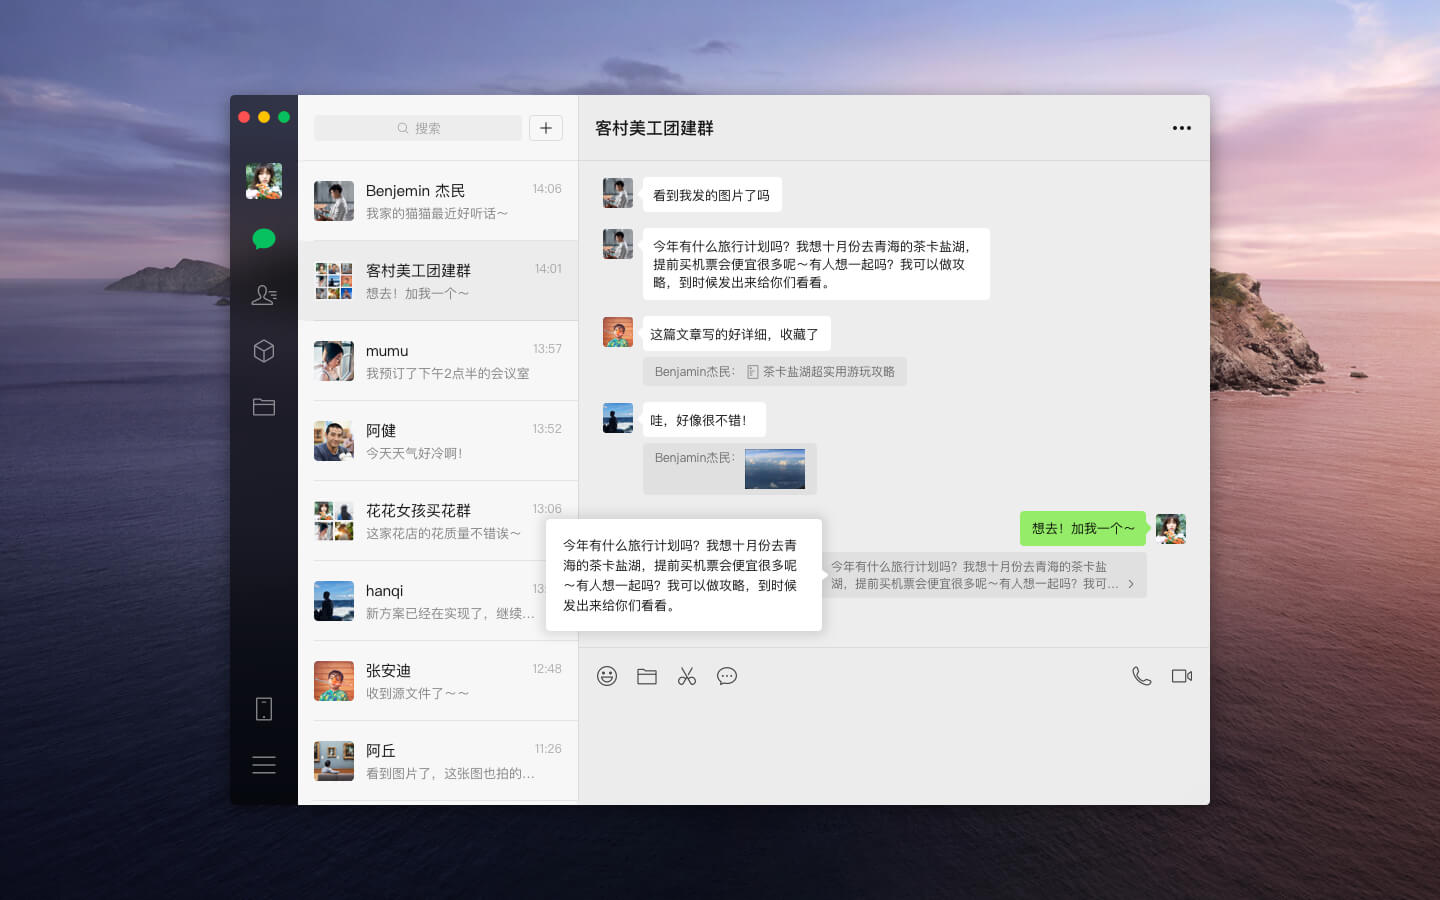 搜索
Benjemin 杰民
14:06
我家的猫猫最近好听话～
客村美工团建群
14:01
想去！加我一个～
mumu
13:57
我预订了下午2点半的会议室
阿健
13:52
今天天气好冷啊！
花花女孩买花群
13:06
这家花店的花质量不错诶～
hanqi
13:
新方案已经在实现了，继续...
张安迪
12:48
收到源文件了～～
阿丘
11:26
看到图片了，这张图也拍的...
客村美工团建群
看到我发的图片了吗
今年有什么旅行计划吗？我想十月份去青海的茶卡盐湖，
提前买机票会便宜很多呢～有人想一起吗？我可以做攻
略，到时候发出来给你们看看。
这篇文章写的好详细，收藏了
Benjamin杰民： 茶卡盐湖超实用游玩攻略
哇，好像很不错！
Benjamin杰民：
想去！加我一个～
今年有什么旅行计划吗？我想十月份去青海的茶卡盐
湖，提前买机票会便宜很多呢～有人想一起吗？我可...
今年有什么旅行计划吗？我想十月份去青
海的茶卡盐湖，提前买机票会便宜很多呢
～有人想一起吗？我可以做攻略，到时候
发出来给你们看看。